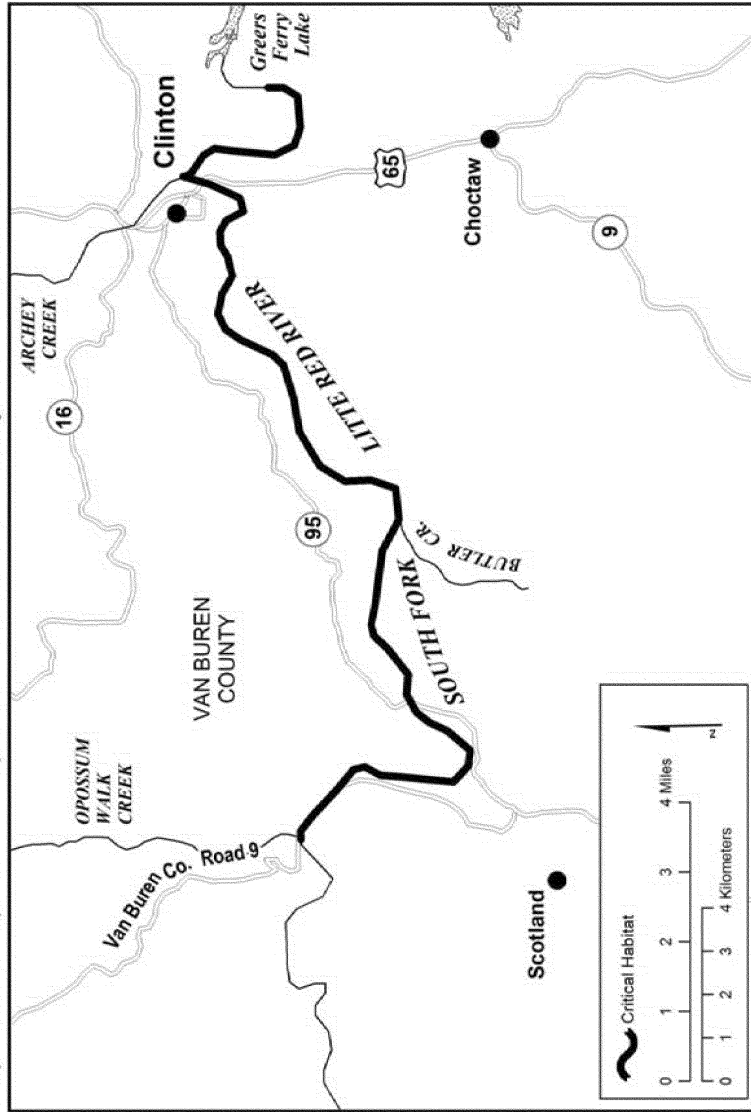 ARCHEY
CREEK
Clinton
Greers
Ferry
Lake
16
OPOSSUM
WALK
CREEK
VAN BUREN
COUNTY
95
65
LITTE RED RIVER
Van Buren Co. Road 9
SOUTH FORK
BUTLER CR.
Choctaw
9
Scotland
Critical Habitat
0 1 2 3 4 Miles
0 1 2 3 4 Kilometers
N